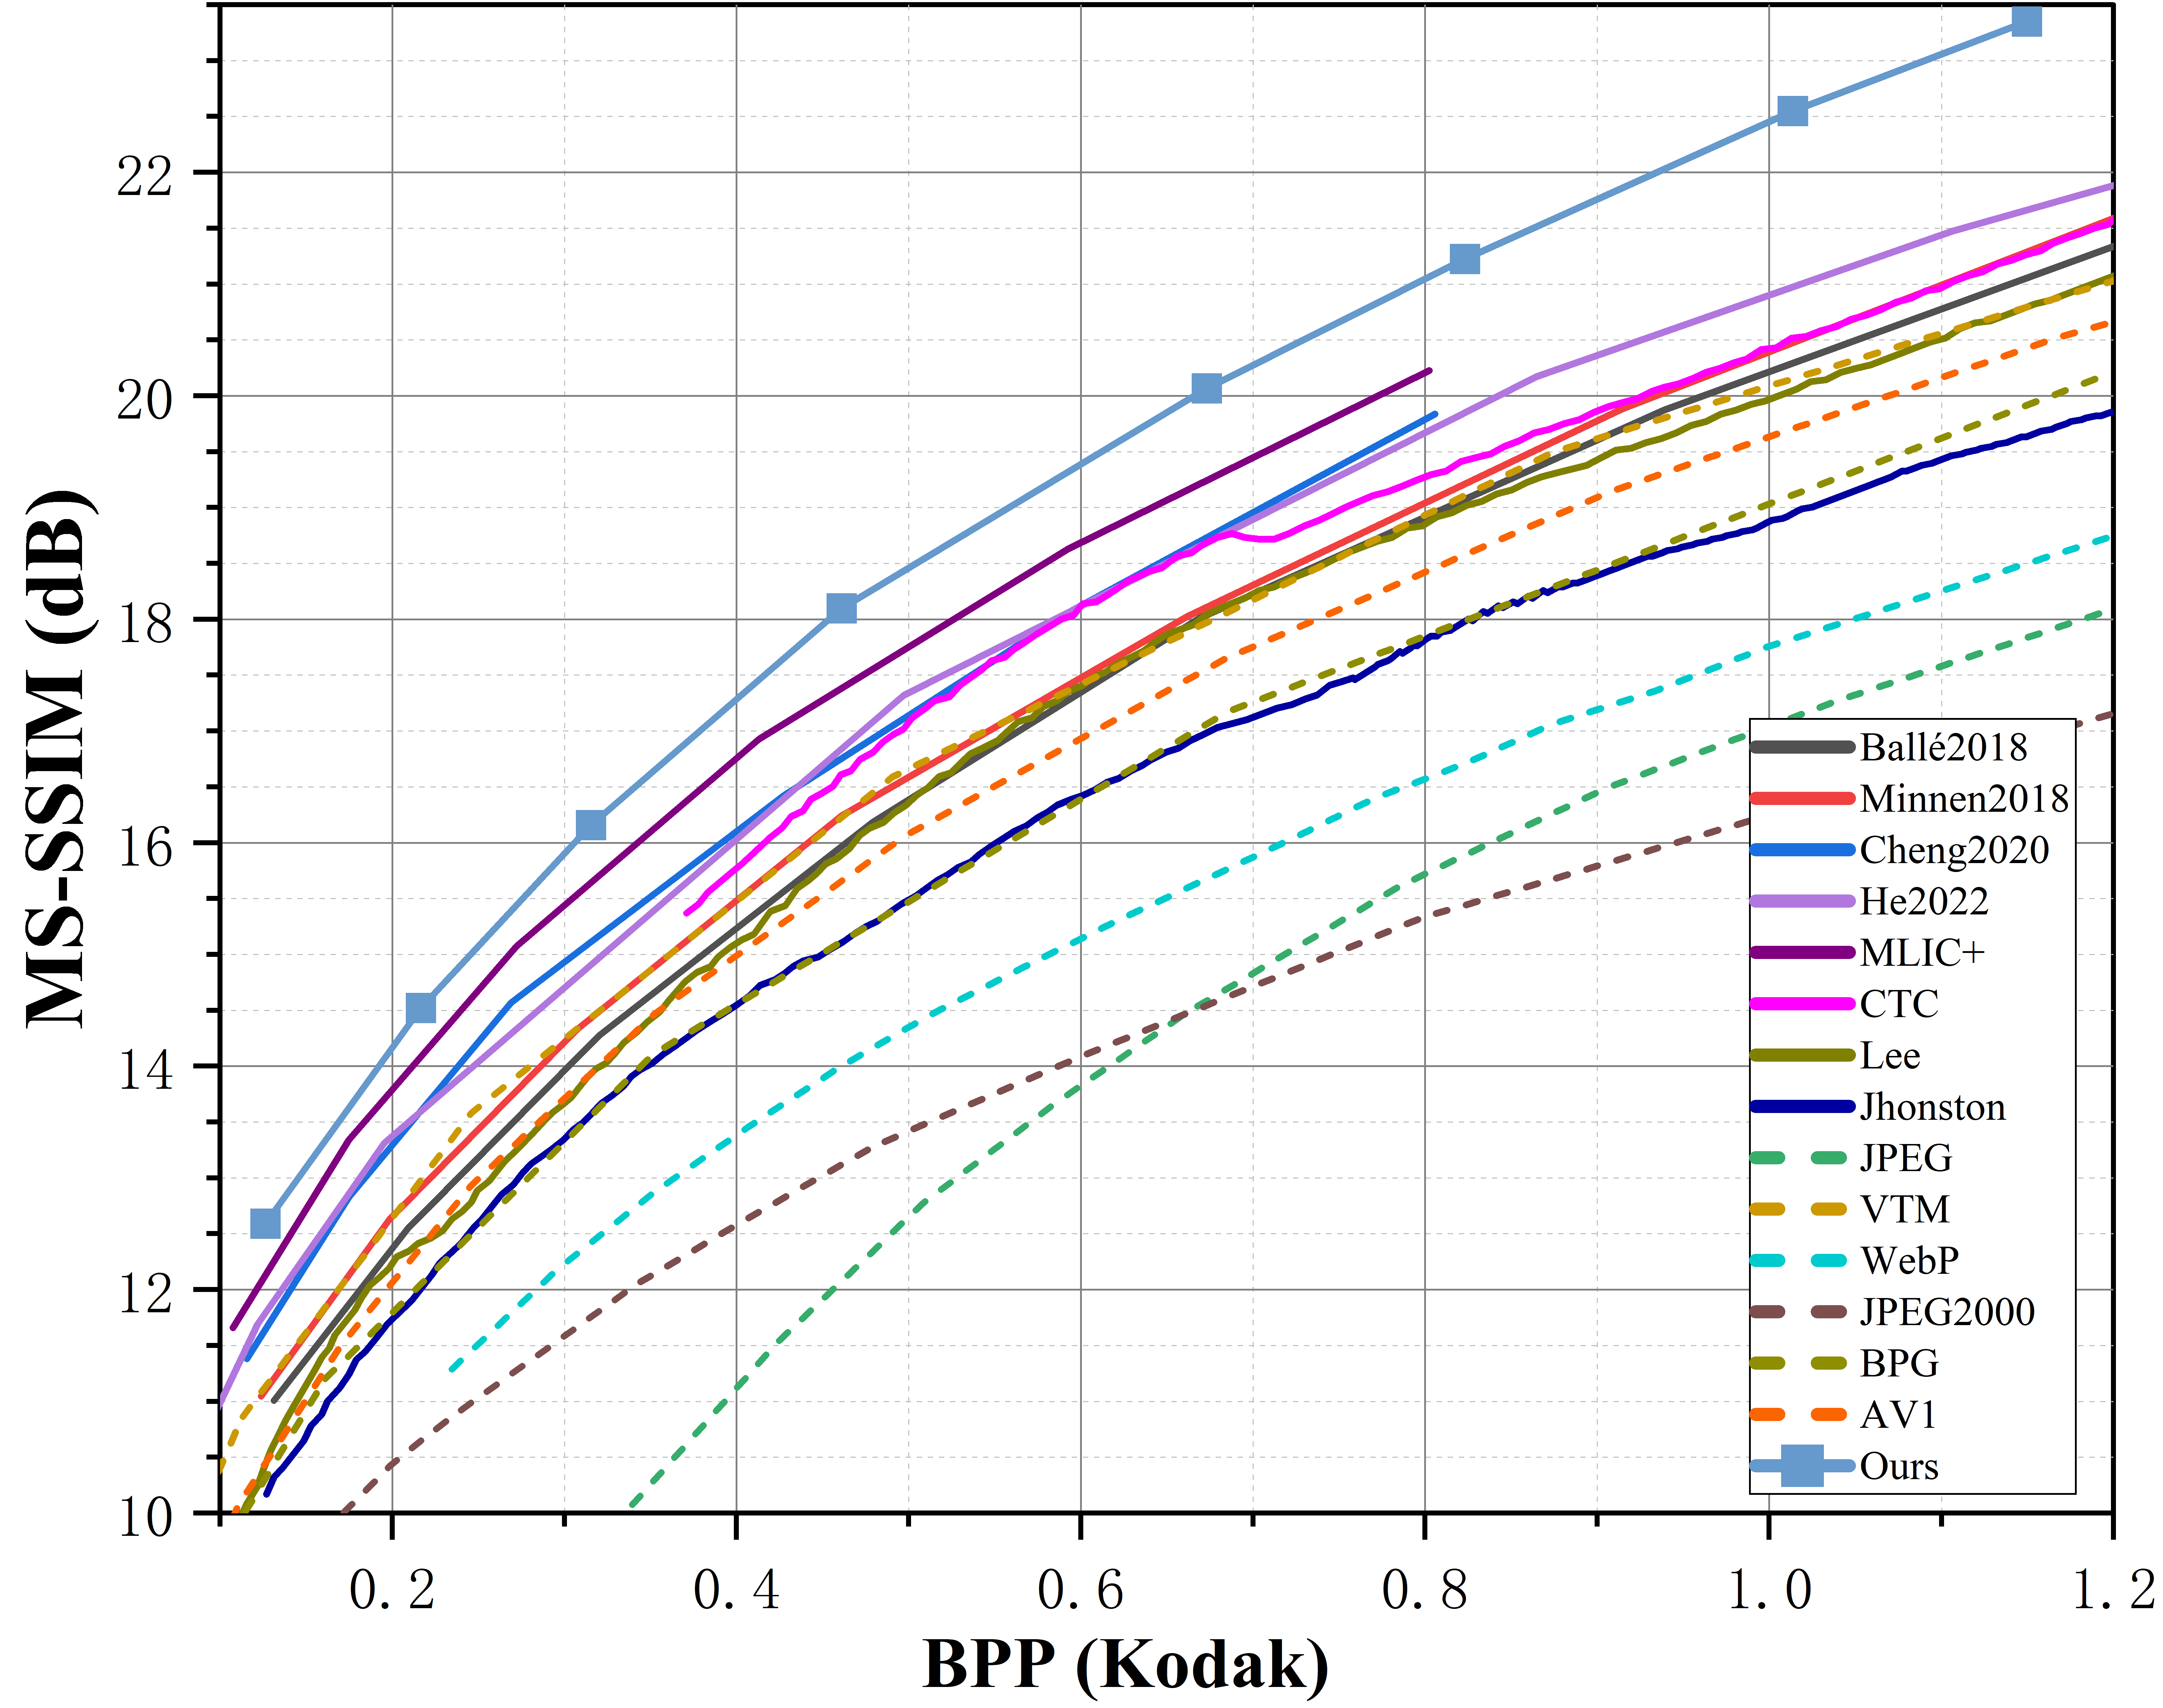 MS-SSIM (dB)
22
20
18
16
14
12
10
0.2
0.4
0.6
0.8
1.0
1.2
BPP (Kodak)
Ballé2018
Minnen2018
Cheng2020
He2022
MLIC+
CTC
Lee
Jhonston
JPEG
VTM
WebP
JPEG2000
BPG
AV1
Ours